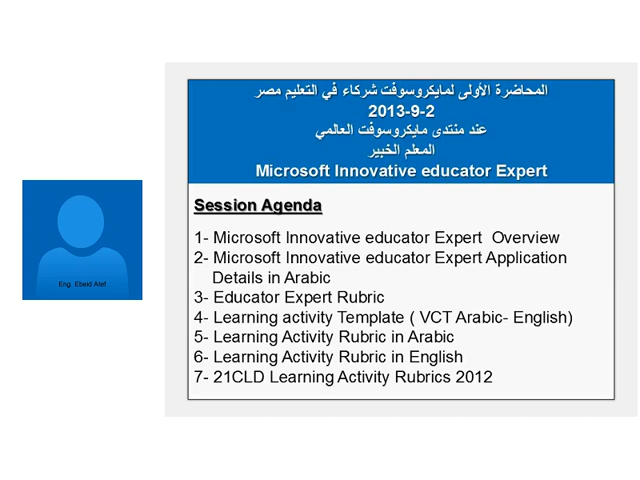 المحاضرة الأولى لمايكروسوفت شركاء في التعليم مصر
2013-9-2
عند منتدى مايكروسوفت العالمي
المعلم الخبير
Microsoft Innovative educator Expert
Session Agenda
1- Microsoft Innovative educator Expert Overview
2- Microsoft Innovative educator Expert Application
Details in Arabic
3- Educator Expert Rubric
4- Learning activity Template ( VCT Arabic- English)
5- Learning Activity Rubric in Arabic
6- Learning Activity Rubric in English
7- 21CLD Learning Activity Rubrics 2012
Eng. Ebeid Atef